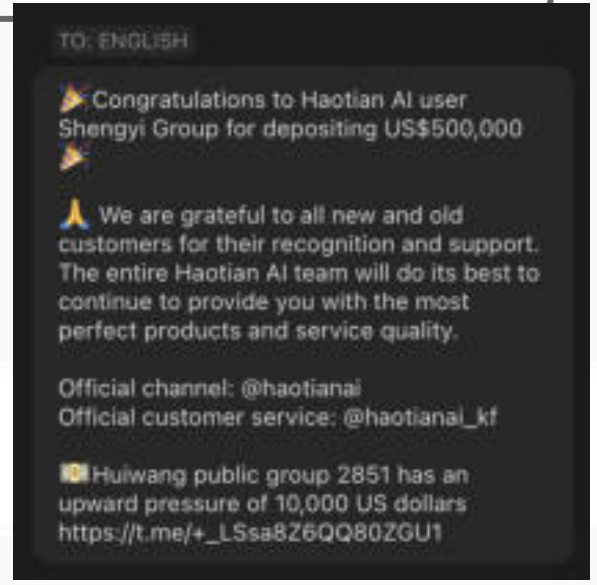 TO: ENGLISH
🎉Congratulations to Haotian AI user
Shengyi Group for depositing US$500,000
🎉
🙏 We are grateful to all new and old
customers for their recognition and support.
The entire Haotian AI team will do its best to
continue to provide you with the most
perfect products and service quality.
Official channel: @haotianai
Official customer service: @haotianai_kf
💴Huiwang public group 2851 has an
upward pressure of 10,000 US dollars
https://t.me/+_LSsa8Z6QQ80ZGU1